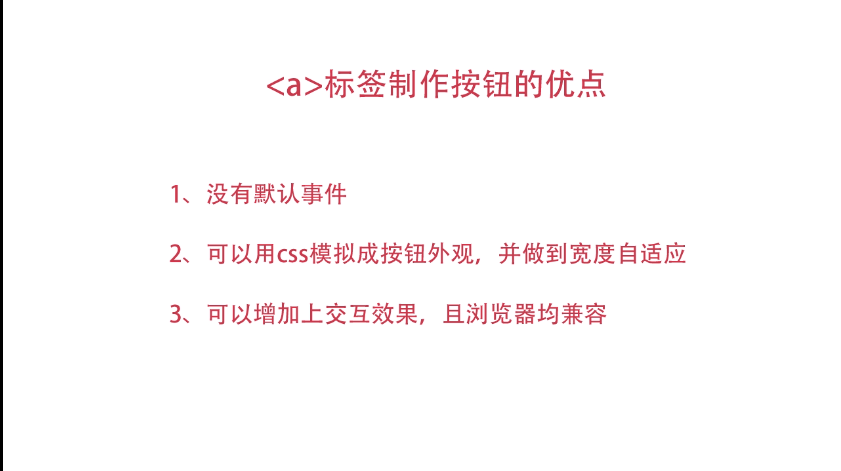 <a>标签制作按钮的优点
1、没有默认事件
2、可以用css模拟成按钮外观，并做到宽度自适应
3、可以增加上交互效果，且浏览器均兼容